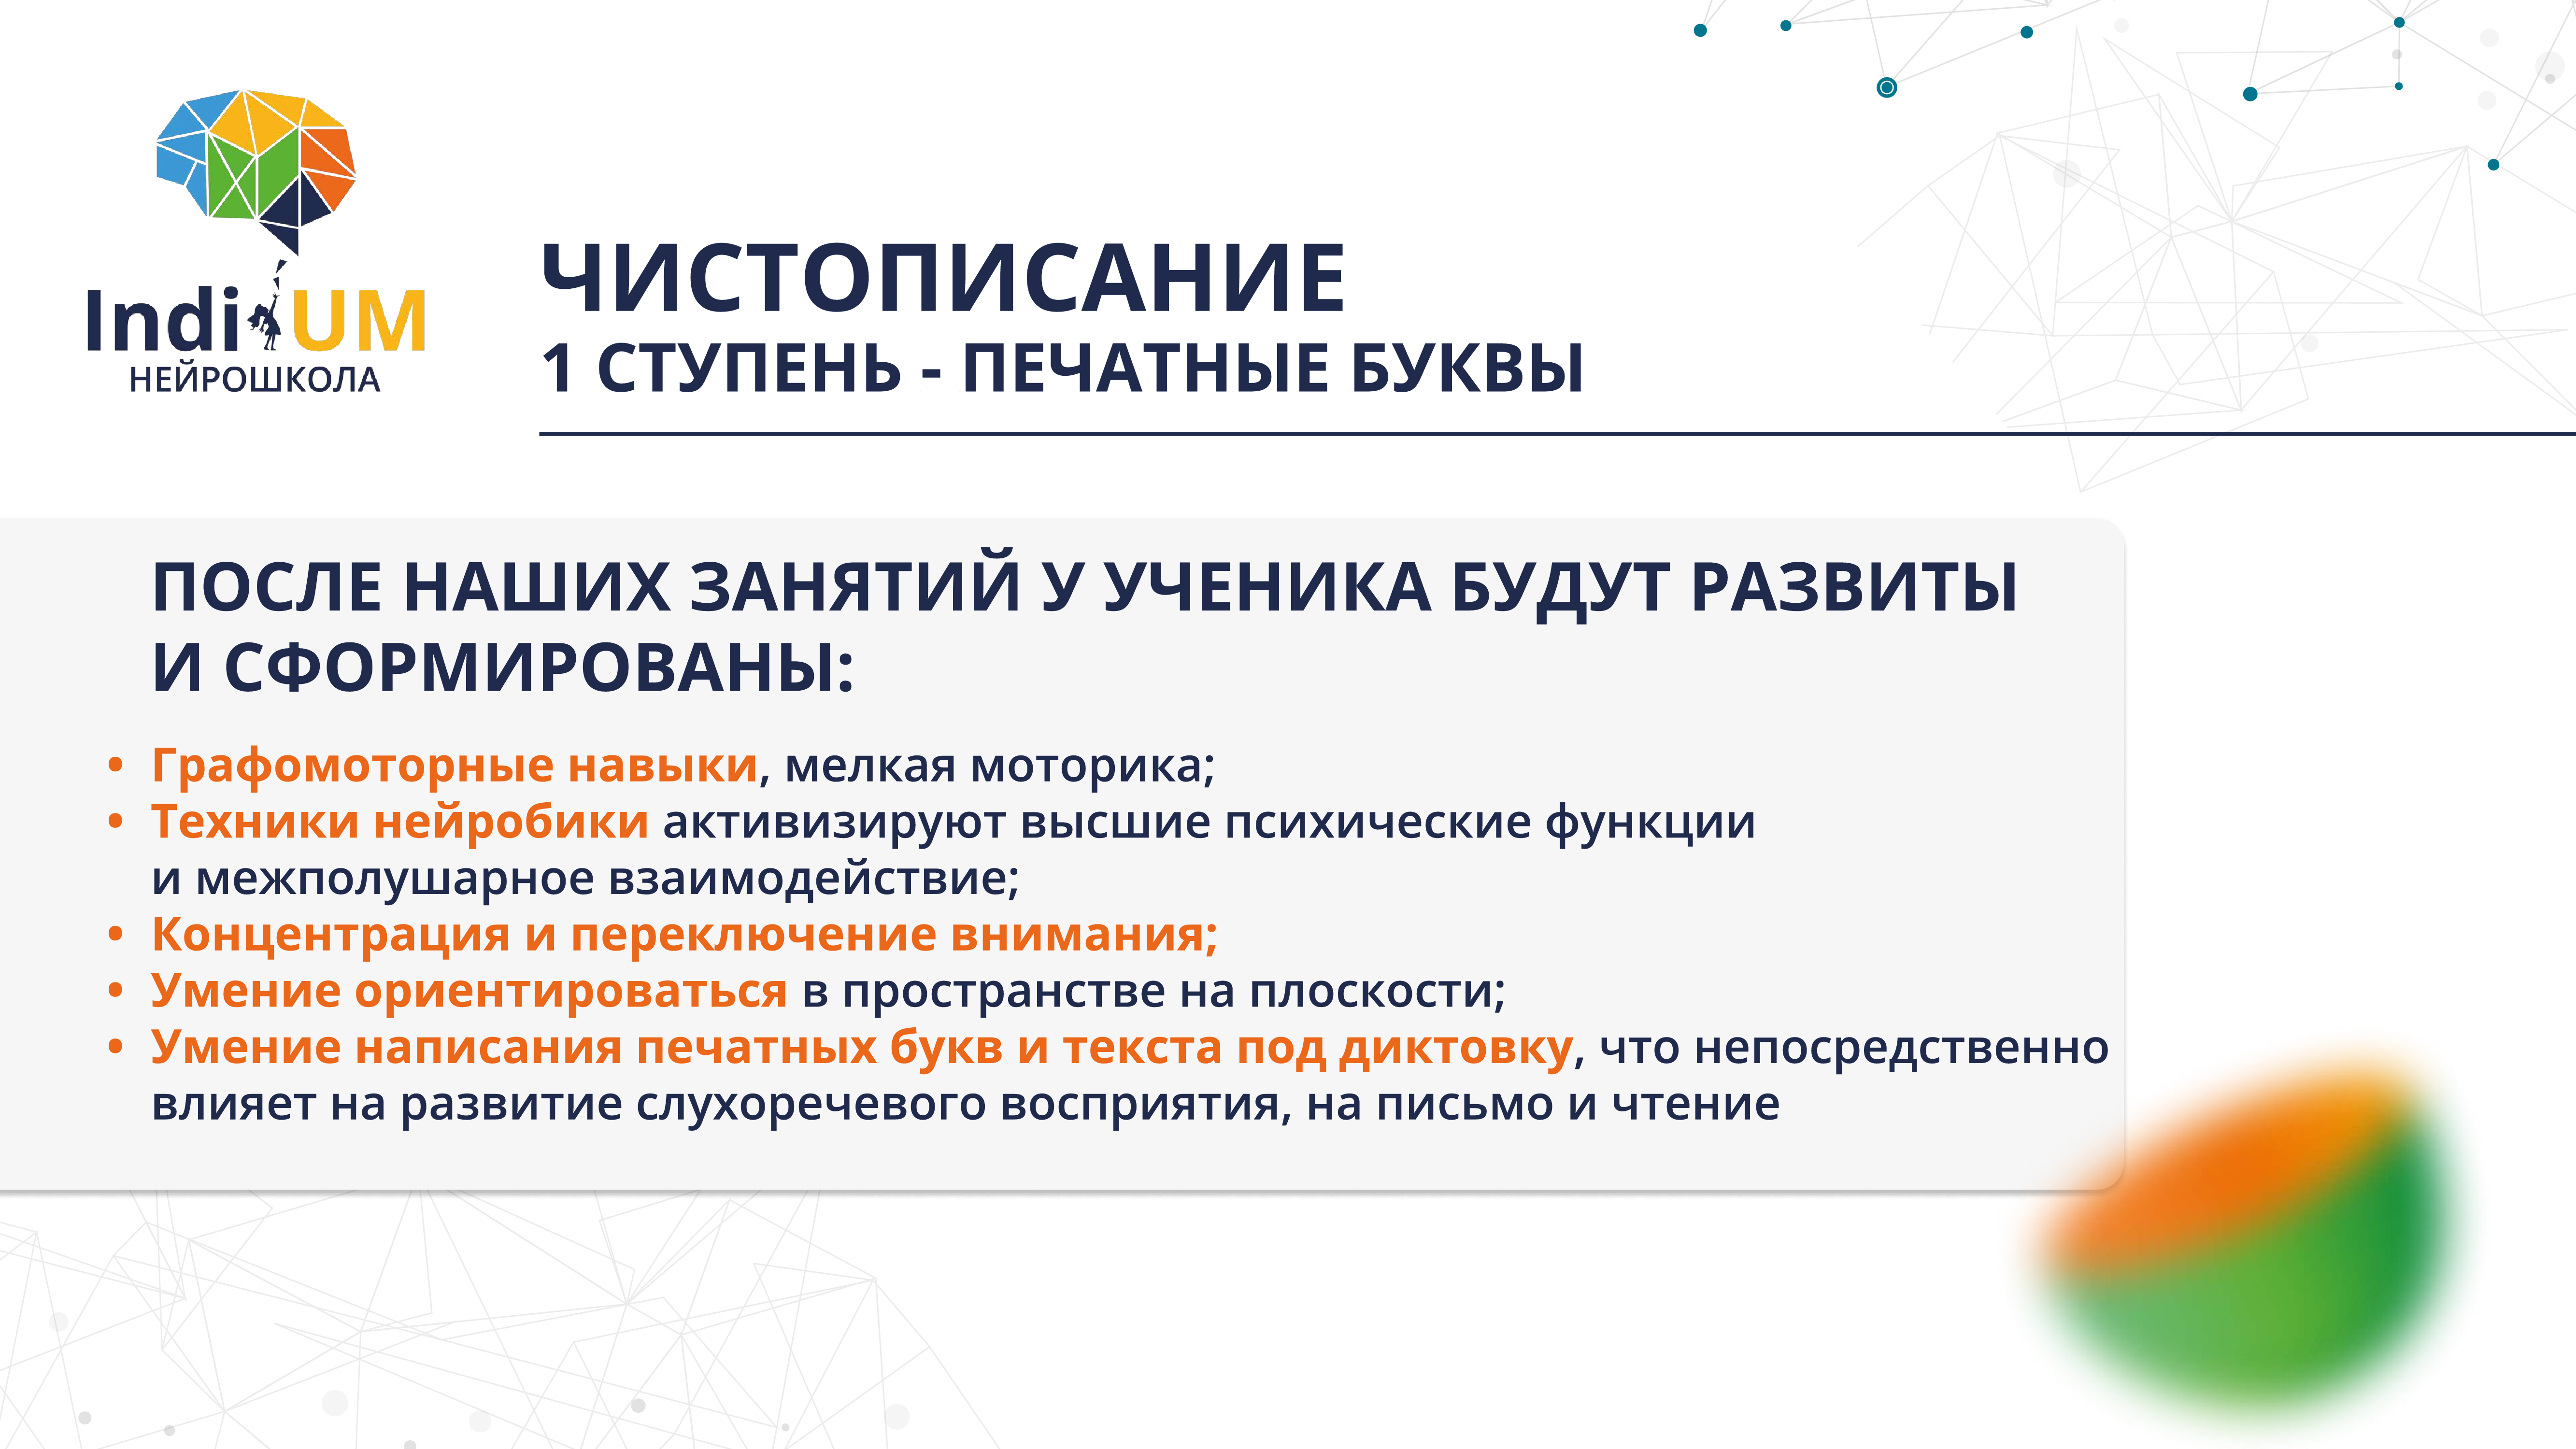 IndiUM
НЕЙРОШКОЛА
ЧИСТОПИСАНИЕ
1 СТУПЕНЬ - ПЕЧАТНЫЕ БУКВЫ
ПОСЛЕ НАШИХ ЗАНЯТИЙ У УЧЕНИКА БУДУТ РАЗВИТЫ
И СФОРМИРОВАНЫ:
• Графомоторные навыки, мелкая моторика;
• Техники нейробики активизируют высшие психические функции
и межполушарное взаимодействие;
• Концентрация и переключение внимания;
• Умение ориентироваться в пространстве на плоскости;
• Умение написания печатных букв и текста под диктовку, что непосредственно
влияет на развитие слухоречевого восприятия, на письмо и чтение